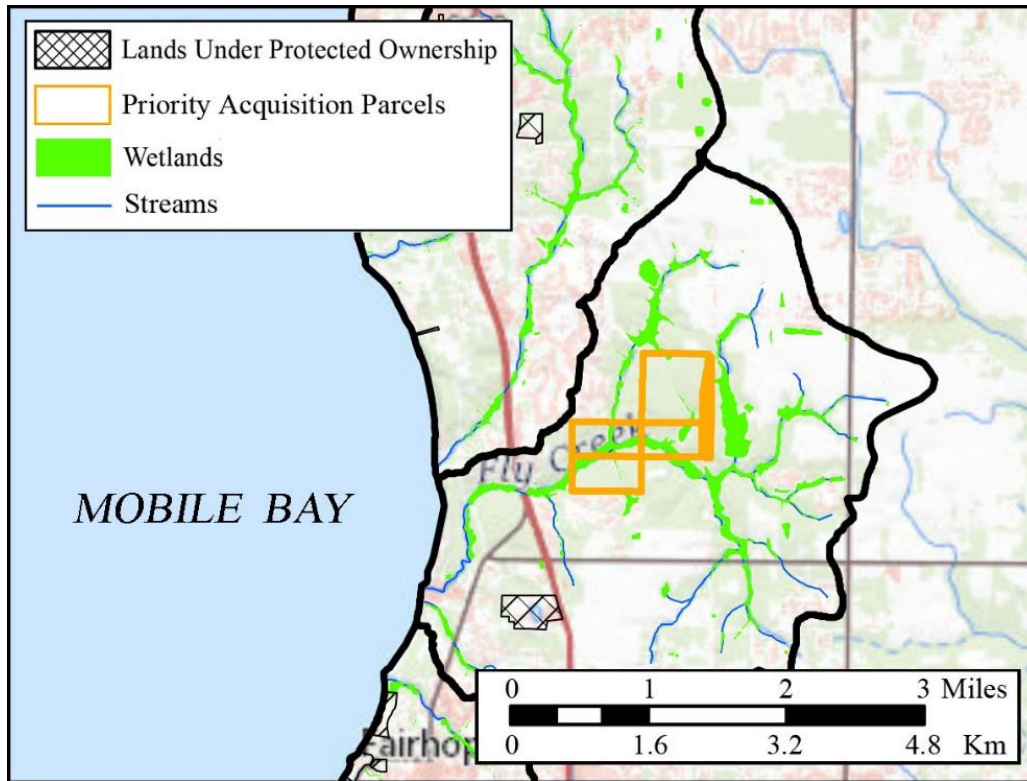 Lands Under Protected Ownership
Priority Acquisition Parcels
Wetlands
Streams
Fly Creek
MOBILE BAY
Fairhop
0 1 2 3 Miles
0 1.6 3.2 4.8 Km